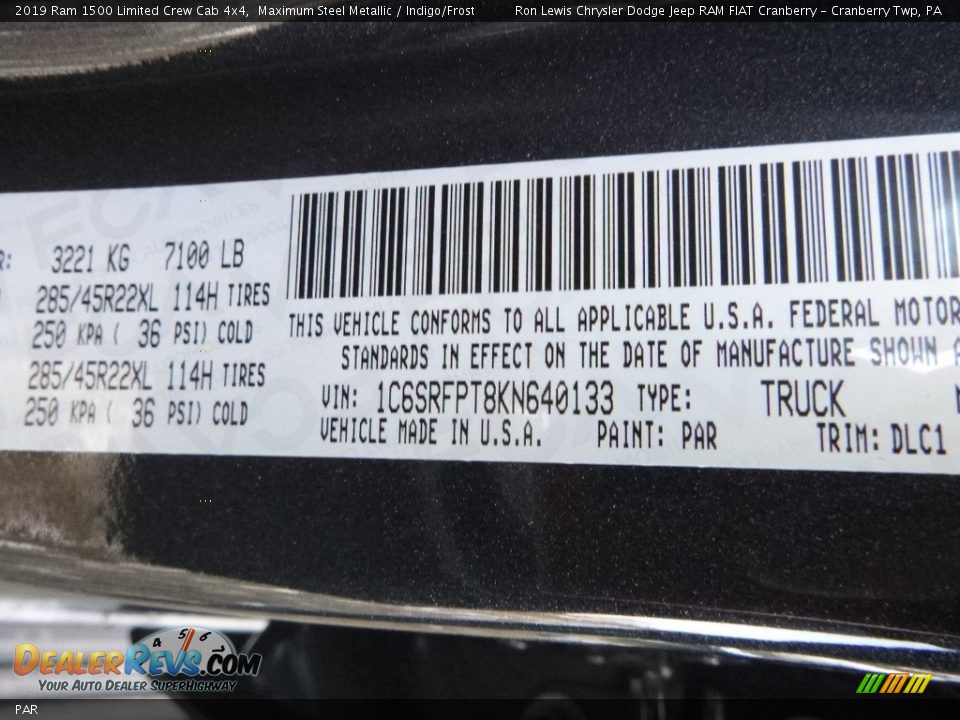 2019 Ram 1500 Limited Crew Cab 4x4, Maximum Steel Metallic / Indigo/Frost Ron Lewis Chrysler Dodge Jeep RAM FIAT Cranberry - Cranberry Twp, PA
3221 KG 7100 LB
285/45R22XL 114H TIRES
250 KPA ( 36 PSI) COLD
285/45R22XL 114H TIRES
250 KPA ( 36 PSI) COLD
THIS VEHICLE CONFORMS TO ALL APPLICABLE U.S.A. FEDERAL MOTOR
STANDARDS IN EFFECT ON THE DATE OF MANUFACTURE SHOWN
VIN: 1C6SRFPT8KN640133 TYPE: TRUCK
VEHICLE MADE IN U.S.A. PAINT: PAR TRIM: DLC1
4 5 6
DealerRevs.com
Your Auto Dealer SuperHighway
PAR